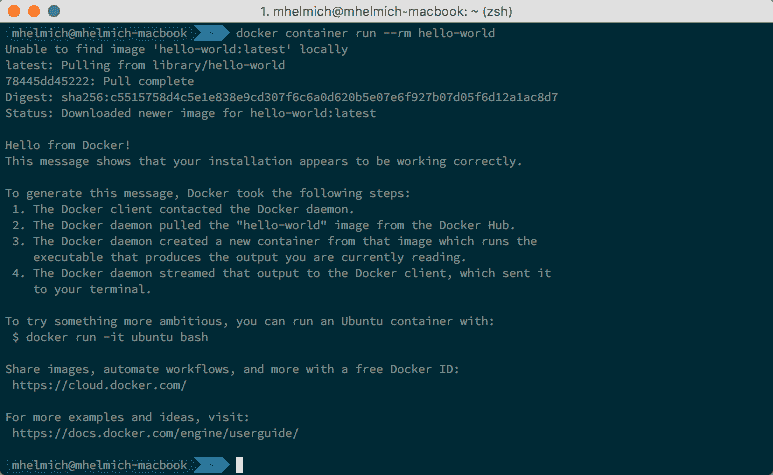 1. mhelmich@mhelmich-macbook: ~ (zsh)
mhelmich@mhelmich-macbook ~ docker container run --rm hello-world
Unable to find image 'hello-world:latest' locally
latest: Pulling from library/hello-world
78445dd45222: Pull complete
Digest: sha256:c5515758d4c5e1e838e9cd307f6c6a0d620b5e07e6f927b07d05f6d12a1ac8d7
Status: Downloaded newer image for hello-world:latest
Hello from Docker!
This message shows that your installation appears to be working correctly.
To generate this message, Docker took the following steps:
1. The Docker client contacted the Docker daemon.
2. The Docker daemon pulled the "hello-world" image from the Docker Hub.
3. The Docker daemon created a new container from that image which runs the
executable that produces the output you are currently reading.
4. The Docker daemon streamed that output to the Docker client, which sent it
to your terminal.
To try something more ambitious, you can run an Ubuntu container with:
$ docker run -it ubuntu bash
Share images, automate workflows, and more with a free Docker ID:
https://cloud.docker.com/
For more examples and ideas, visit:
https://docs.docker.com/engine/userguide/
mhelmich@mhelmich-macbook ~